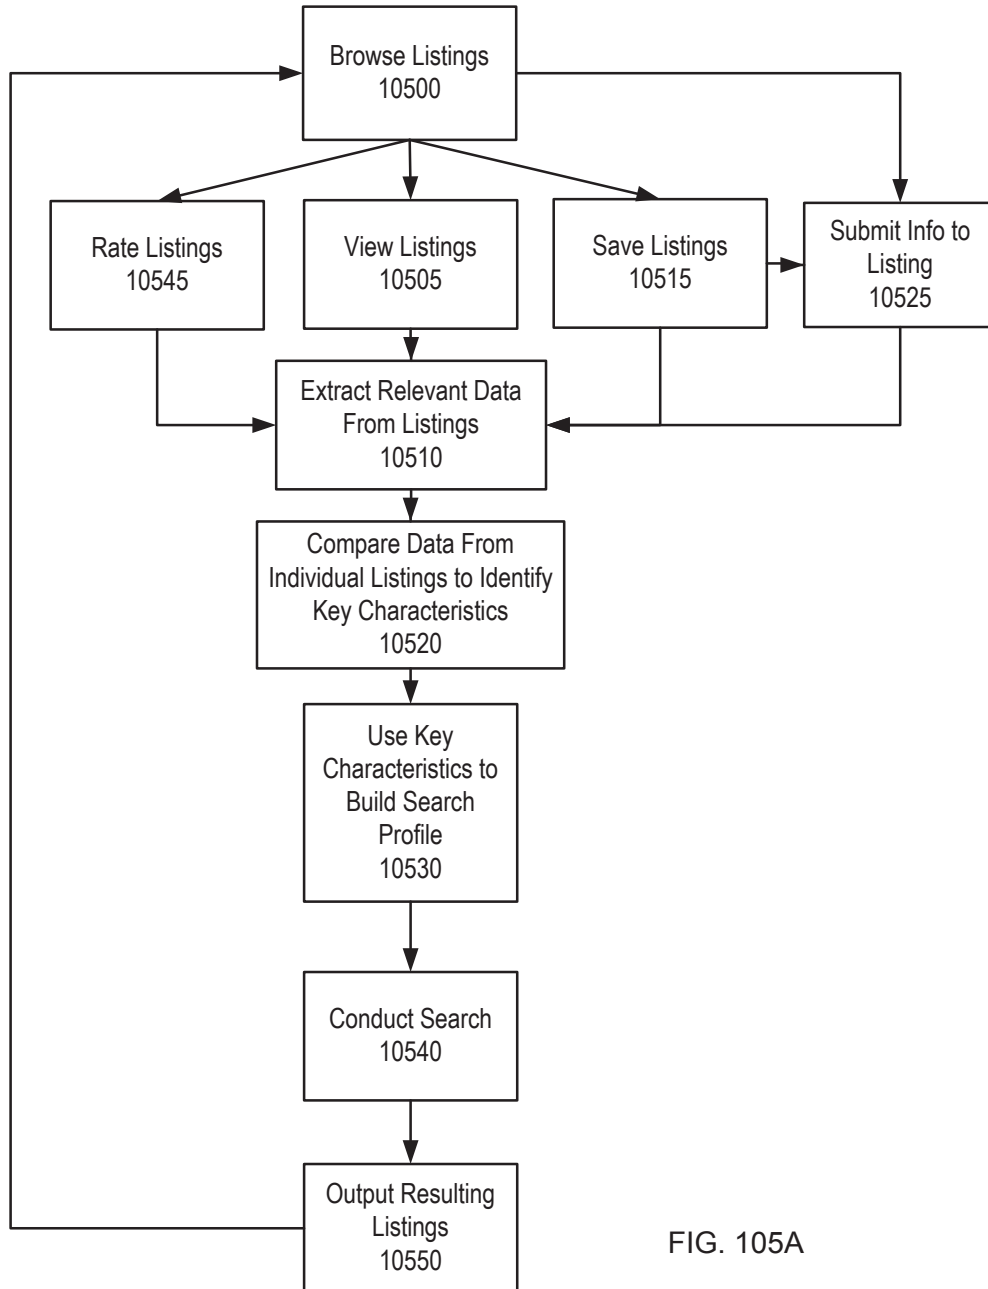 Browse Listings
10500
Rate Listings
10545
View Listings
10505
Save Listings
10515
Submit Info to
Listing
10525
Extract Relevant Data
From Listings
10510
Compare Data From
Individual Listings to Identify
Key Characteristics
10520
Use Key
Characteristics to
Build Search
Profile
10530
Conduct Search
10540
Output Resulting
Listings
10550
FIG. 105A